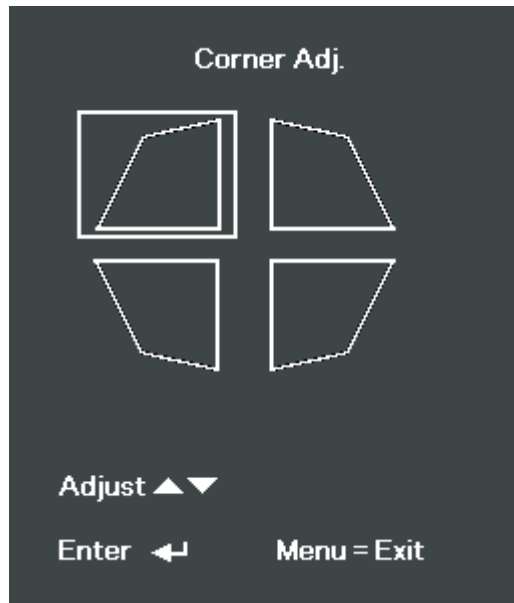 Corner Adj.
Adjust ▲▼
Enter ↵
Menu = Exit